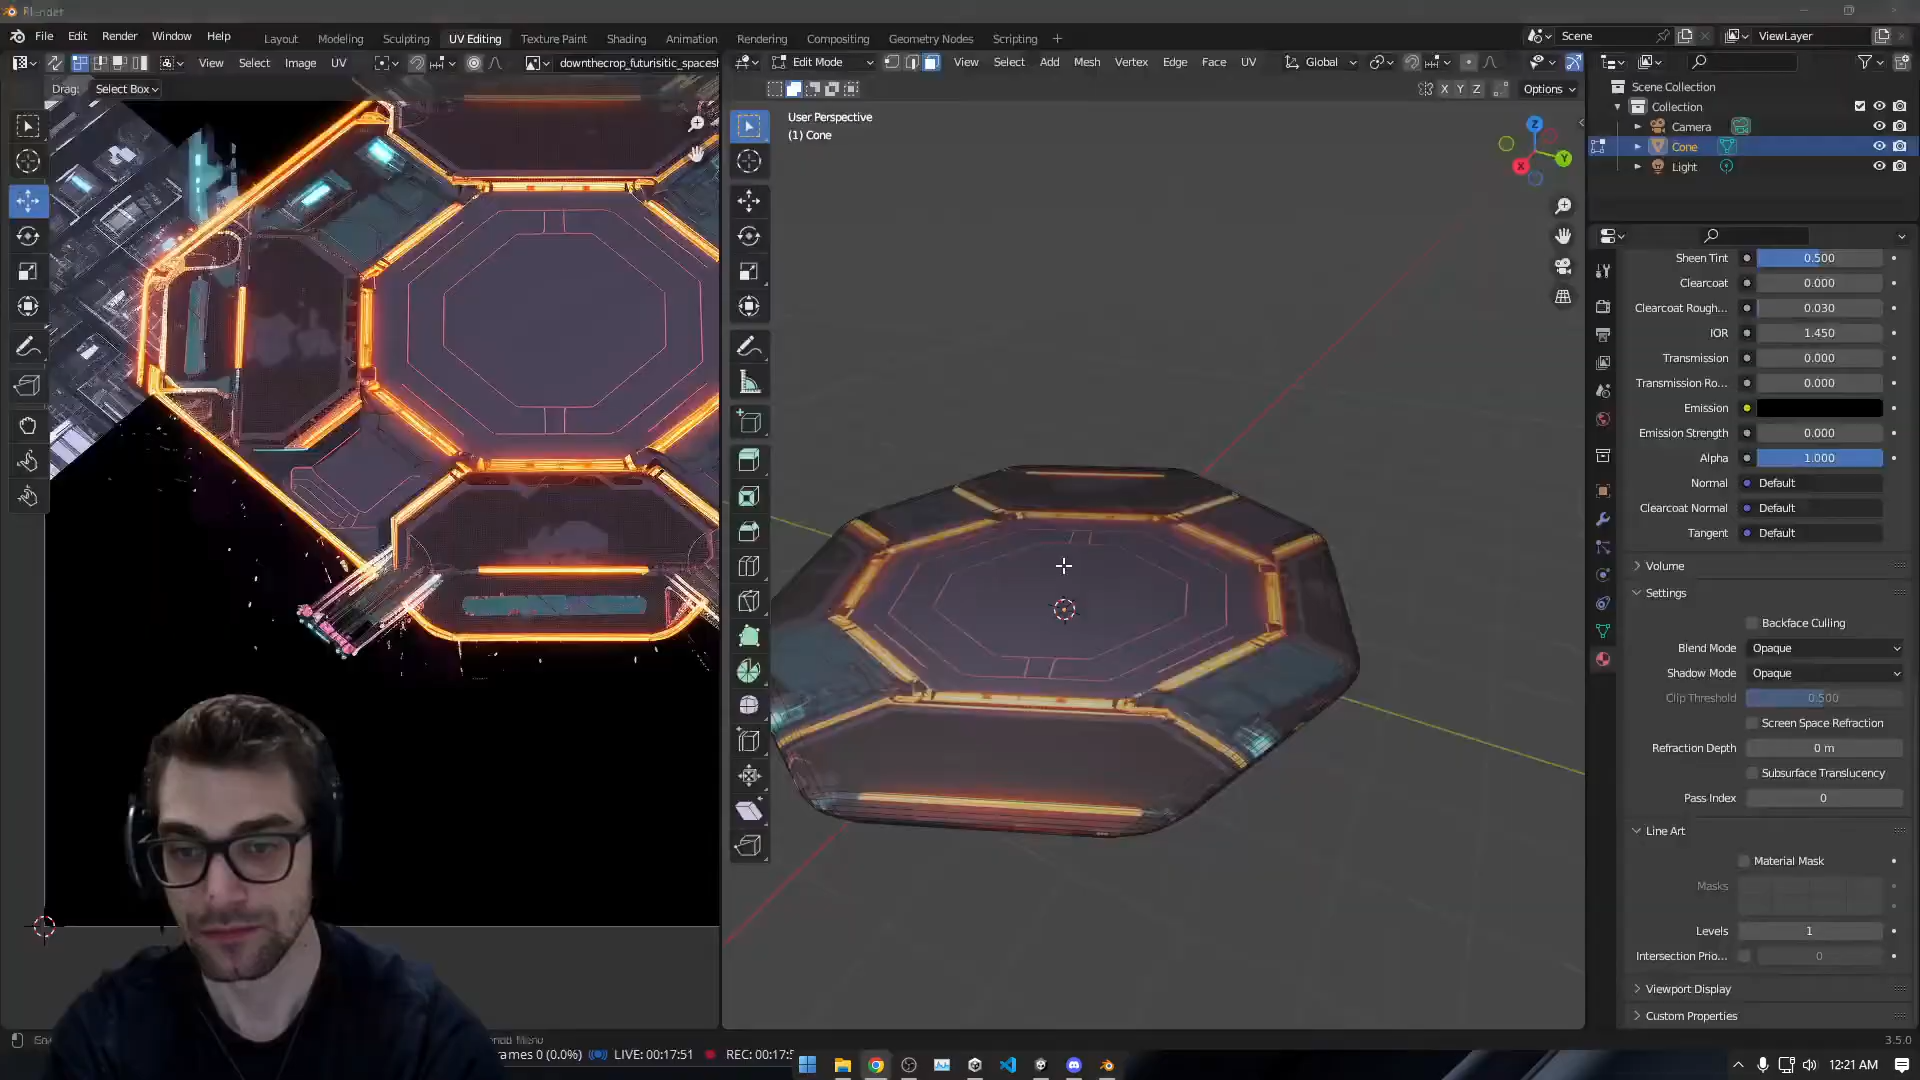 Blender
File Edit Render Window Help
Layout Modeling Sculpting UV Editing Texture Paint Shading Animation Rendering Compositing Geometry Nodes Scripting +
Scene
ViewLayer
View Select Image UV
downthecrop_futurisitic_spacesh
Edit Mode
View Select Add Mesh Vertex Edge Face UV
Global
Drag: Select Box
X Y Z
Options
User Perspective
(1) Cone
Z
Y
X
Scene Collection
Collection
Camera
Cone
Light
Sheen Tint 0.500
Clearcoat 0.000
Clearcoat Rough... 0.030
IOR 1.450
Transmission 0.000
Transmission Ro... 0.000
Emission
Emission Strength 0.000
Alpha 1.000
Normal Default
Clearcoat Normal Default
Tangent Default
Volume
Settings
Backface Culling
Blend Mode Opaque
Shadow Mode Opaque
Clip Threshold 0.500
Screen Space Refraction
Refraction Depth 0 m
Subsurface Translucency
Pass Index 0
Line Art
Material Mask
Masks
Levels 1
Intersection Prio... 0
Viewport Display
Custom Properties
3.5.0
Menu
rames 0 (0.0%) LIVE: 00:17:51 REC: 00:17:5
12:21 AM